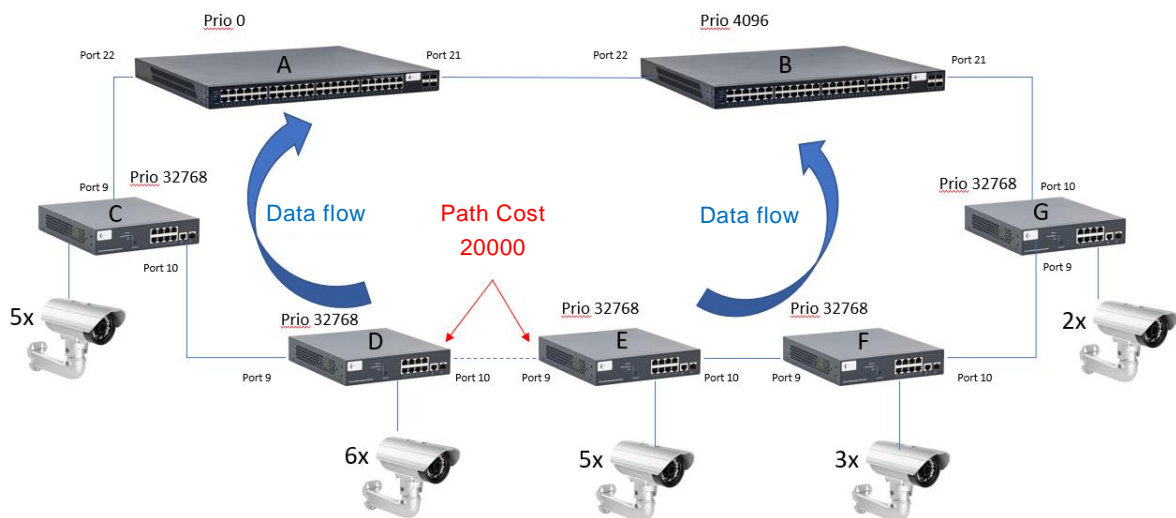 Prio 0
Prio 4096
Port 22
A
Port 21
Port 22
B
Port 21
Port 9
Prio 32768
C
Port 10
Data flow
Path Cost
20000
Data flow
Prio 32768
Port 10
G
Port 9
5x
Prio 32768
D
Port 9
Port 10
Prio 32768
E
Port 9
Port 10
Prio 32768
F
Port 9
Port 10
2x
6x
5x
3x